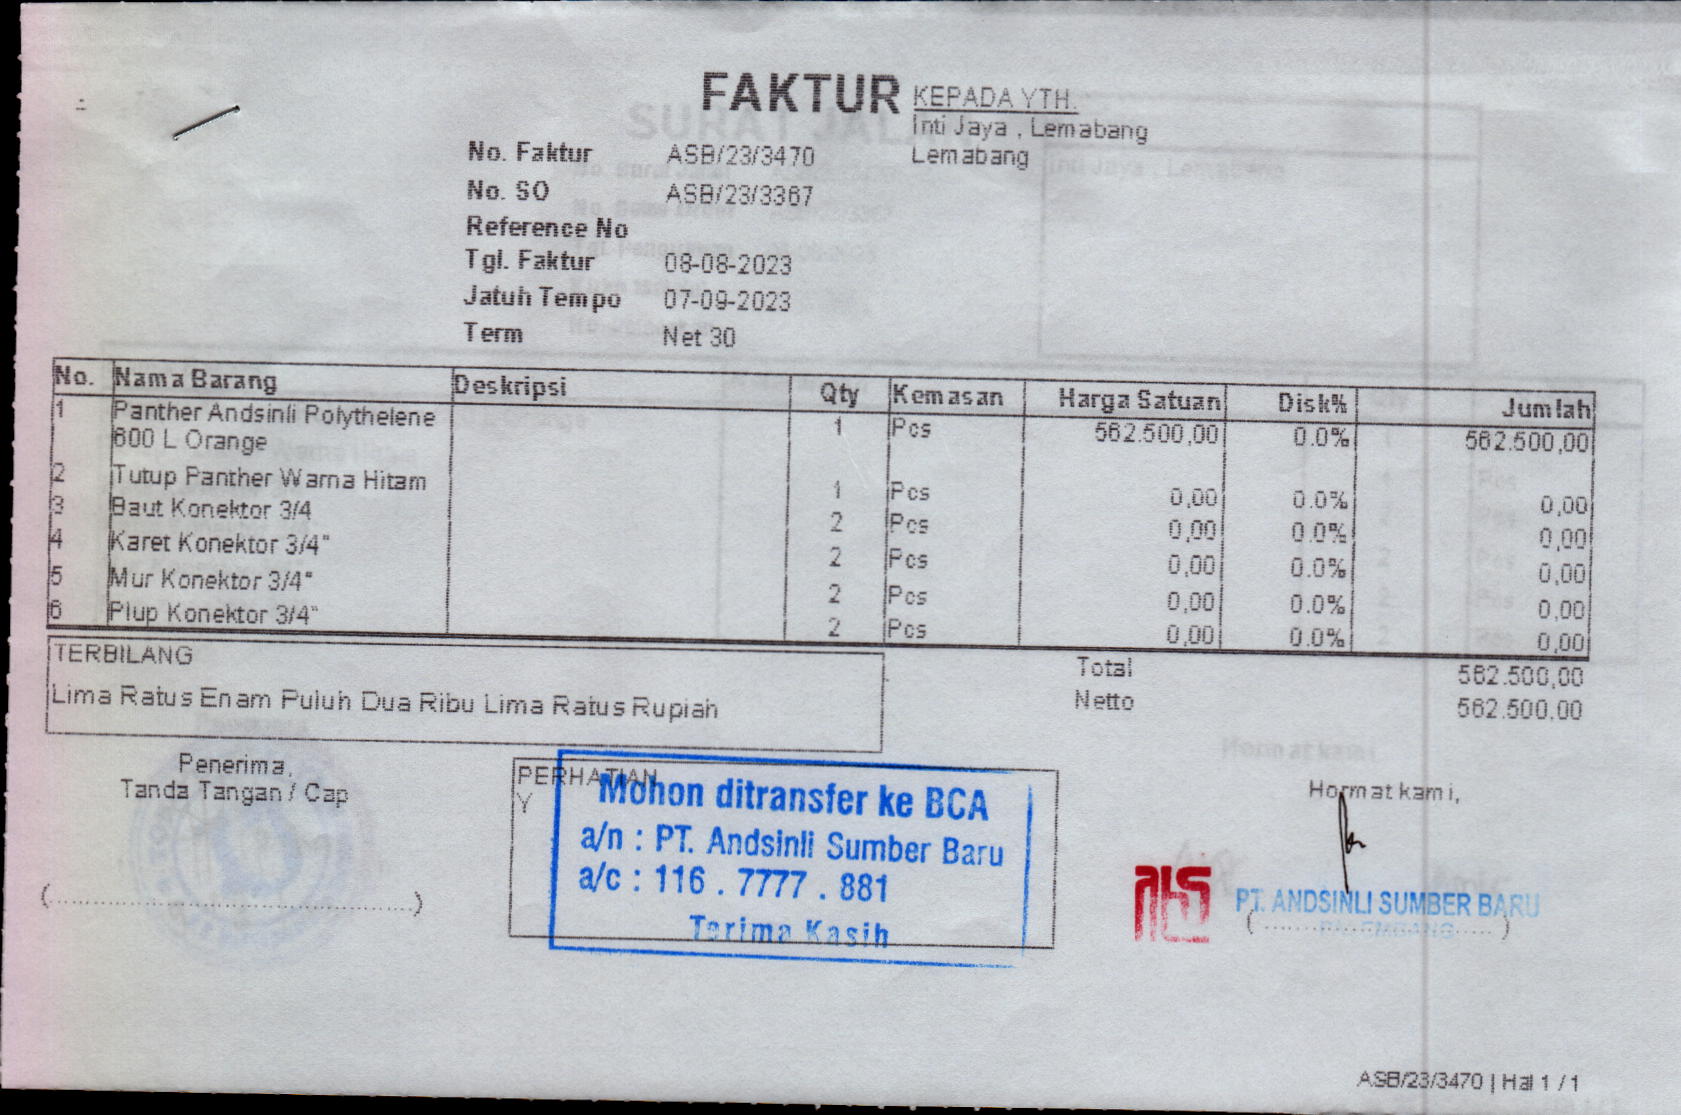 FAKTUR
KEPADA YTH.
Inti Jaya , Lemabang
Lemabang
No. Faktur ASB/23/3470
No. SO ASB/23/3367
Reference No
Tgl. Faktur 08-08-2023
Jatuh Tempo 07-09-2023
Term Net 30
No. Nama Barang Deskripsi Qty Kemasan Harga Satuan Disk% Jumlah
1 Panther Andsinli Polythelene 1 Pcs 562.500,00 0.0% 562.500,00
600 L Orange
2 Tutup Panther Warna Hitam 1 Pcs 0,00 0.0% 0,00
3 Baut Konektor 3/4 2 Pcs 0,00 0.0% 0,00
4 Karet Konektor 3/4" 2 Pcs 0,00 0.0% 0,00
5 Mur Konektor 3/4" 2 Pcs 0,00 0.0% 0,00
6 Plup Konektor 3/4" 2 Pcs 0,00 0.0% 0,00
TERBILANG
Lima Ratus Enam Puluh Dua Ribu Lima Ratus Rupiah
Total 562.500,00
Netto 562.500,00
Penerima,
Tanda Tangan / Cap
(......................................................)
PERHATIAN
Y
Mohon ditransfer ke BCA
a/n : PT. Andsinli Sumber Baru
a/c : 116 . 7777 . 881
Terima Kasih
Hormat kami,
PT. ANDSINLI SUMBER BARU
PALEMBANG
(......................................)
ASB/23/3470 | Hal 1 / 1